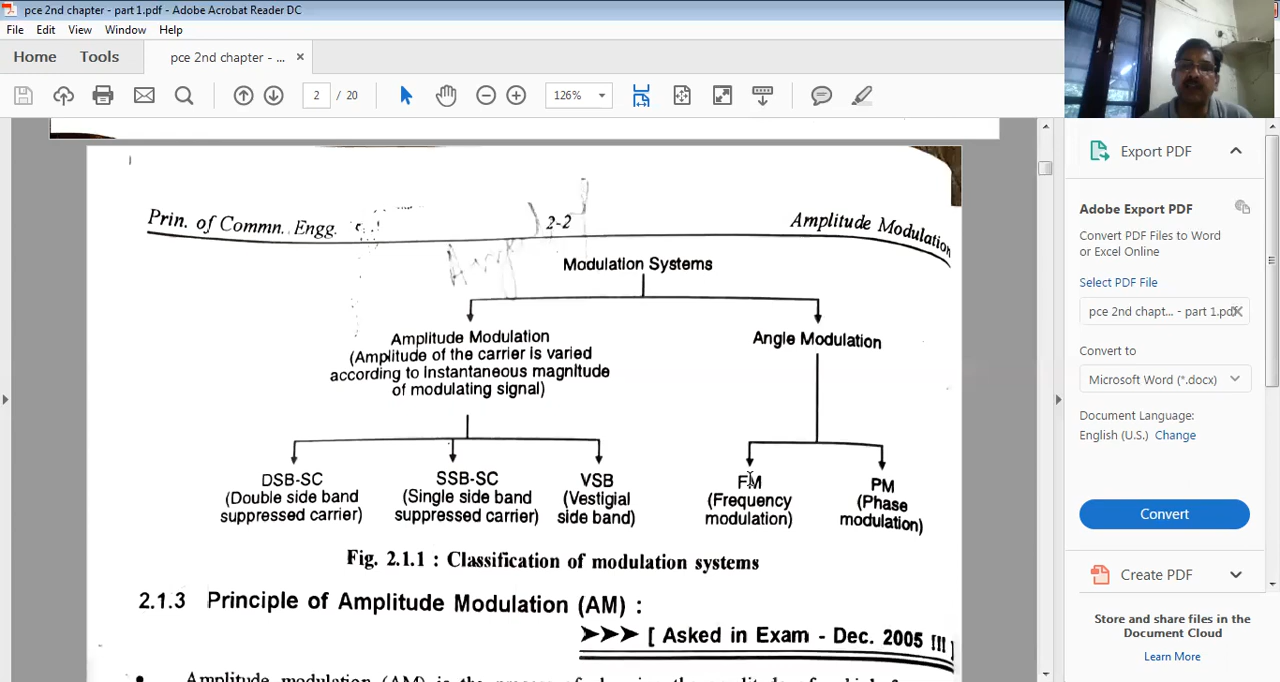 pce 2nd chapter - part 1.pdf - Adobe Acrobat Reader DC
File Edit View Window Help
Home Tools pce 2nd chapter - ... ×
2 / 20 126%
Prin. of Commn. Engg. 2-2 Amplitude Modulation
Modulation Systems
Amplitude Modulation
(Amplitude of the carrier is varied
according to Instantaneous magnitude
of modulating signal)
Angle Modulation
DSB-SC
(Double side band
suppressed carrier)
SSB-SC
(Single side band
suppressed carrier)
VSB
(Vestigial
side band)
FM
(Frequency
modulation)
PM
(Phase
modulation)
Fig. 2.1.1 : Classification of modulation systems
2.1.3 Principle of Amplitude Modulation (AM) :
[ Asked in Exam - Dec. 2005 !!! ]
Export PDF
Adobe Export PDF
Convert PDF Files to Word
or Excel Online
Select PDF File
pce 2nd chapt... - part 1.pdf
Convert to
Microsoft Word (*.docx)
Document Language:
English (U.S.) Change
Convert
Create PDF
Store and share files in the
Document Cloud
Learn More